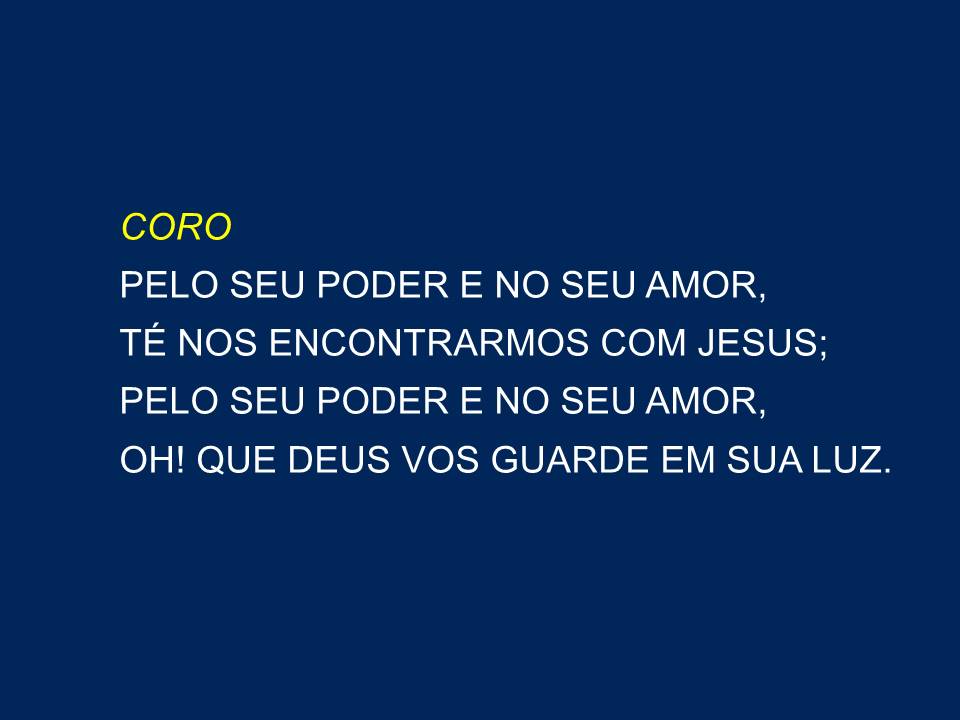 CORO
PELO SEU PODER E NO SEU AMOR,
TÉ NOS ENCONTRARMOS COM JESUS;
PELO SEU PODER E NO SEU AMOR,
OH! QUE DEUS VOS GUARDE EM SUA LUZ.